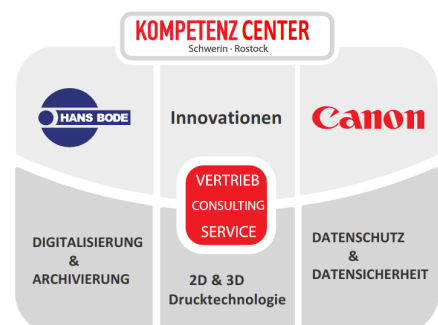 KOMPETENZ CENTER
Schwerin · Rostock
HANS BODE
Innovationen
Canon
VERTRIEB
CONSULTING
SERVICE
DIGITALISIERUNG
&
ARCHIVIERUNG
2D & 3D
Drucktechnologie
DATENSCHUTZ
&
DATENSICHERHEIT